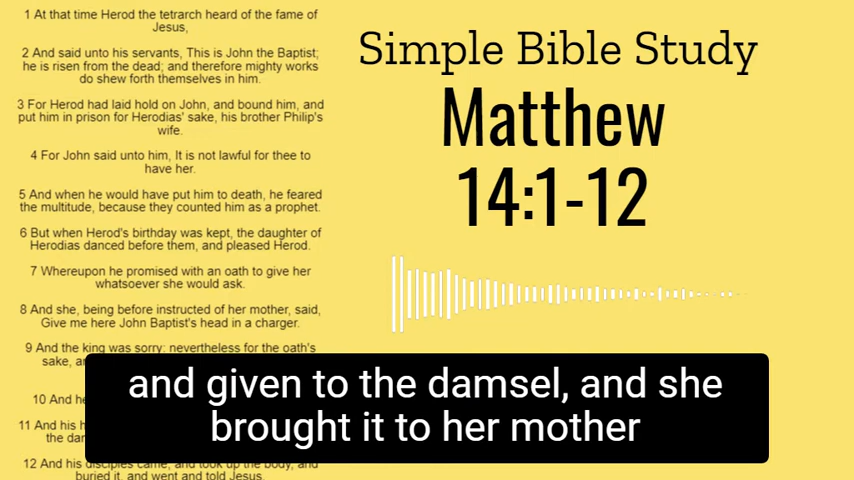 1 At that time Herod the tetrarch heard of the fame of
Jesus,
2 And said unto his servants, This is John the Baptist;
he is risen from the dead; and therefore mighty works
do shew forth themselves in him.
3 For Herod had laid hold on John, and bound him, and
put him in prison for Herodias' sake, his brother Philip's
wife.
4 For John said unto him, It is not lawful for thee to
have her.
5 And when he would have put him to death, he feared
the multitude, because they counted him as a prophet.
6 But when Herod's birthday was kept, the daughter of
Herodias danced before them, and pleased Herod.
7 Whereupon he promised with an oath to give her
whatsoever she would ask.
8 And she, being before instructed of her mother, said,
Give me here John Baptist's head in a charger.
9 And the king was sorry: nevertheless for the oath's
sake,
10 And
11 And his
the
12 And his disciples came, and took up the body, and
buried it, and went and told Jesus.
Simple Bible Study
Matthew
14:1-12
and given to the damsel, and she
brought it to her mother